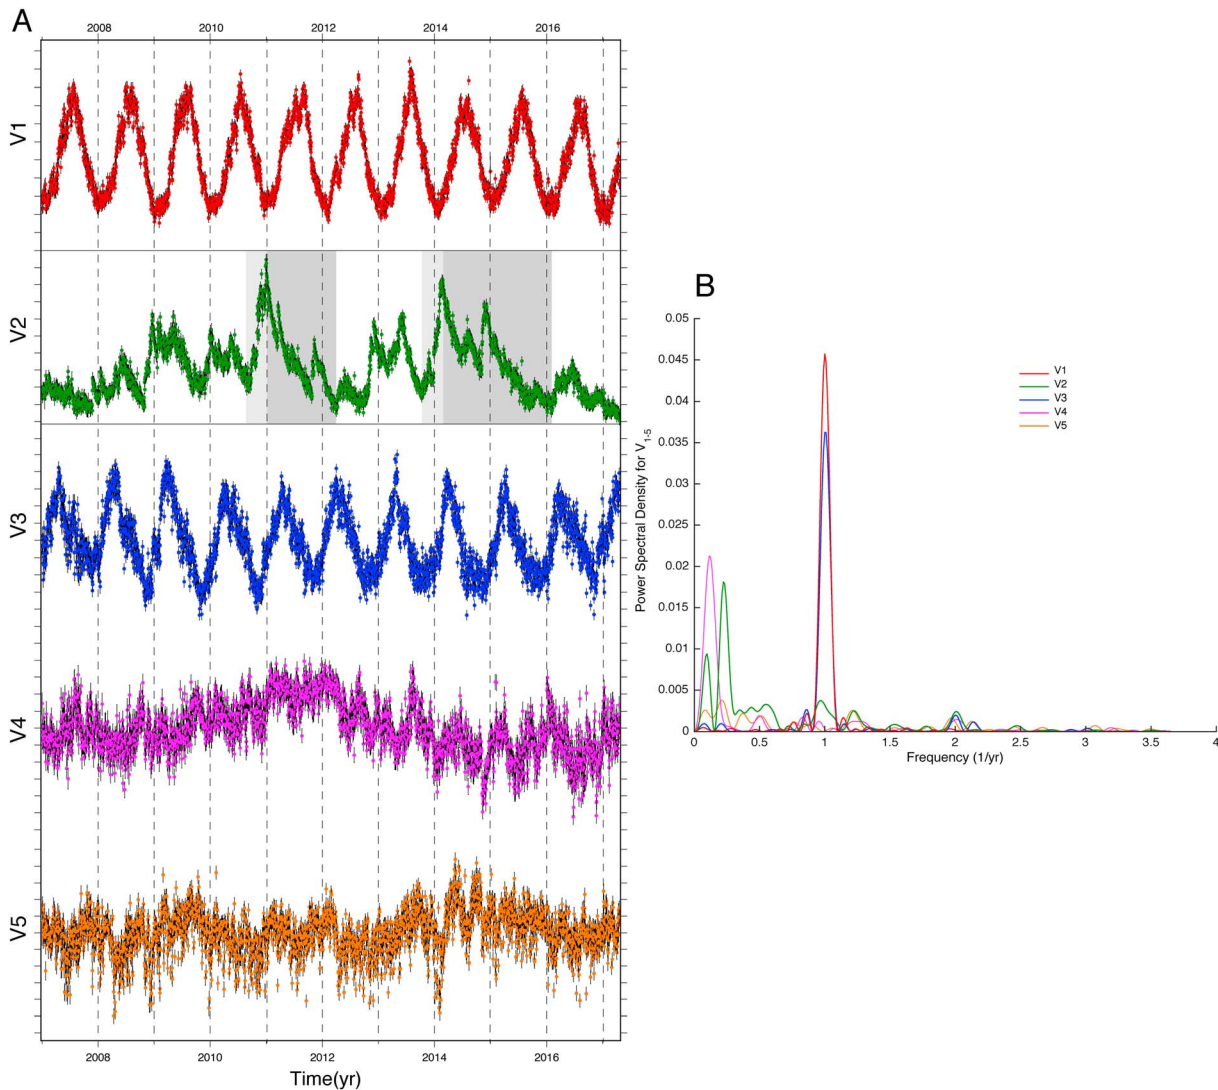 A
2008 2010 2012 2014 2016
V1
V2
V3
V4
V5
2008 2010 2012 2014 2016
Time(yr)
B
0.05
0.045
0.04
0.035
0.03
0.025
0.02
0.015
0.01
0.005
0
Power Spectral Density for V1-5
V1
V2
V3
V4
V5
0 0.5 1 1.5 2 2.5 3 3.5 4
Frequency (1/yr)